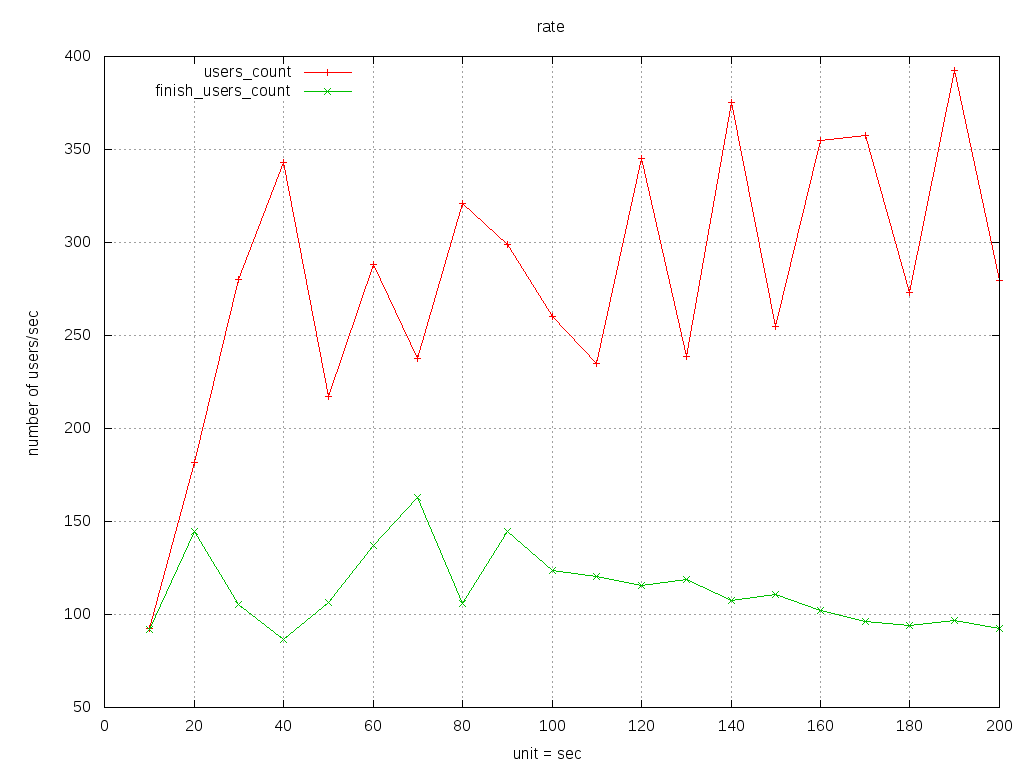 rate
400
350
300
250
200
150
100
50
users_count
finish_users_count
number of users/sec
0 20 40 60 80 100 120 140 160 180 200
unit = sec